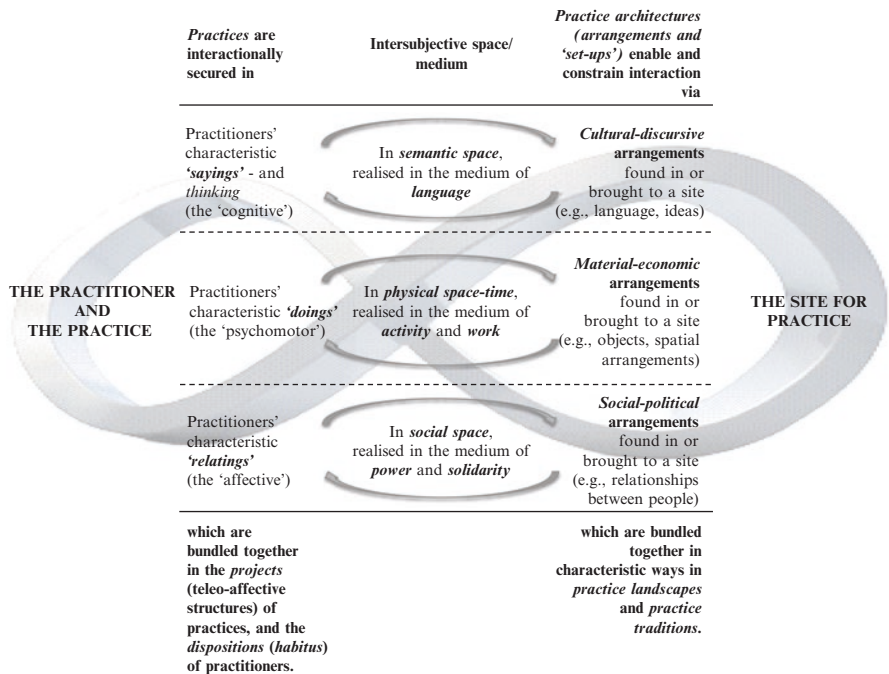 Practices are
interactionally
secured in
Intersubjective space/
medium
Practice architectures
(arrangements and
‘set-ups’) enable and
constrain interaction
via
Practitioners’
characteristic
‘sayings’ - and
thinking
(the ‘cognitive’)
In semantic space,
realised in the medium of
language
Cultural-discursive
arrangements
found in or
brought to a site
(e.g., language, ideas)
THE PRACTITIONER
AND
THE PRACTICE
Practitioners’
characteristic ‘doings’
(the ‘psychomotor’)
In physical space-time,
realised in the medium of
activity and work
Material-economic
arrangements
found in or
brought to a site
(e.g., objects, spatial
arrangements)
THE SITE FOR
PRACTICE
Practitioners’
characteristic
‘relatings’
(the ‘affective’)
In social space,
realised in the medium of
power and solidarity
Social-political
arrangements
found in or
brought to a site
(e.g., relationships
between people)
which are
bundled together
in the projects
(teleo-affective
structures) of
practices, and the
dispositions (habitus)
of practitioners.
which are bundled
together in
characteristic ways in
practice landscapes
and practice
traditions.